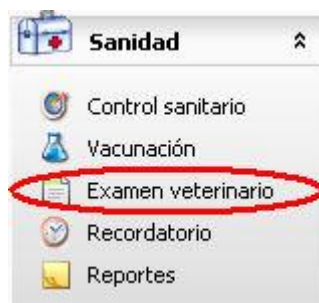 Sanidad
Control sanitario
Vacunación
Examen veterinario
Recordatorio
Reportes